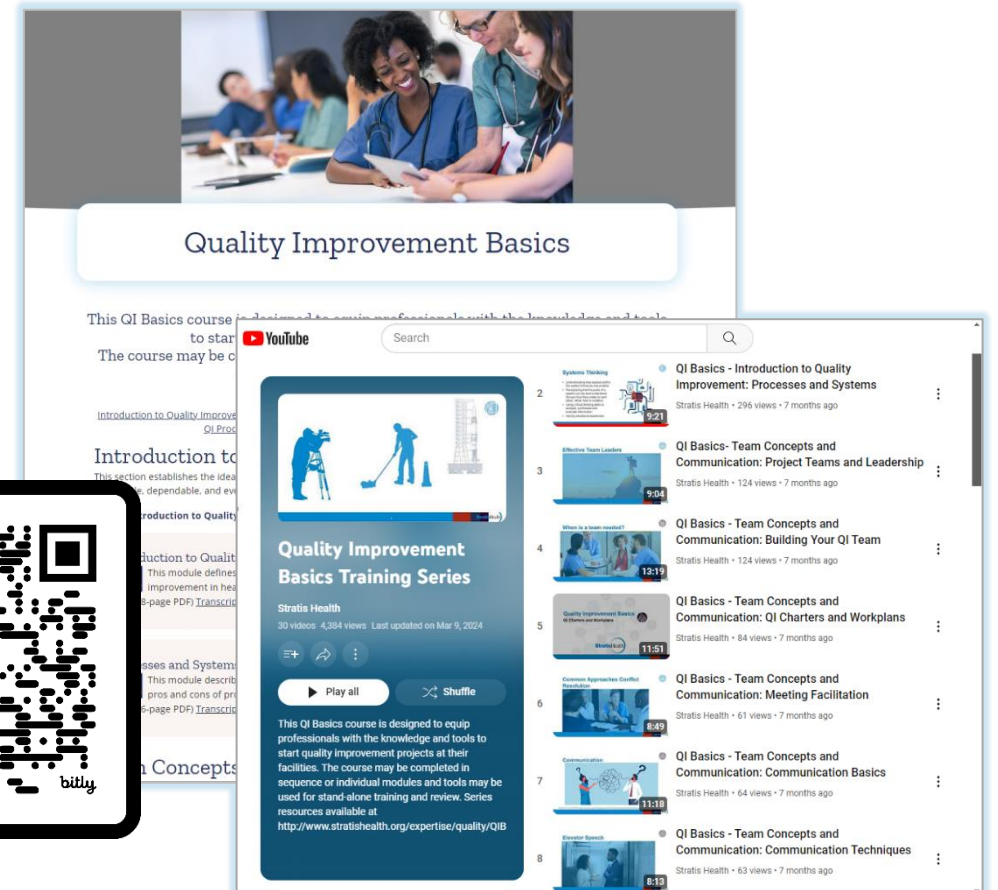 Quality Improvement Basics
This QI Basics course is designed to equip professionals with the knowledge and tools
to star
The course may be c
Introduction to Quality Improve
QI Proc
Introduction to
This section establishes the idea
dependable, and eve
roduction to Quality
duction to Qualit
This module defines
improvement in hea
8-page PDF) Transcrip
sses and System
This module describ
pros and cons of pr
6-page PDF) Transcrip
Concepts
bitly
YouTube
Search
Quality Improvement
Basics Training Series
Stratis Health
30 videos 4,384 views Last updated on Mar 9, 2024
Play all
Shuffle
This QI Basics course is designed to equip
professionals with the knowledge and tools to
start quality improvement projects at their
facilities. The course may be completed in
sequence or individual modules and tools may be
used for stand-alone training and review. Series
resources available at
http://www.stratishealth.org/expertise/quality/QIB
2
Systems Thinking
9:21
QI Basics - Introduction to Quality
Improvement: Processes and Systems
Stratis Health • 296 views • 7 months ago
3
Effective Team Leaders
9:04
QI Basics- Team Concepts and
Communication: Project Teams and Leadership
Stratis Health • 124 views • 7 months ago
4
When is a team needed?
13:19
QI Basics - Team Concepts and
Communication: Building Your QI Team
Stratis Health • 124 views • 7 months ago
5
Quality Improvement Basics
QI Charters and Workplans
Stratis Health
11:51
QI Basics - Team Concepts and
Communication: QI Charters and Workplans
Stratis Health • 84 views • 7 months ago
6
Common Approaches Conflict
Resolution
8:49
QI Basics - Team Concepts and
Communication: Meeting Facilitation
Stratis Health • 61 views • 7 months ago
7
Communication
11:18
QI Basics - Team Concepts and
Communication: Communication Basics
Stratis Health • 64 views • 7 months ago
8
Elevator Speech
8:13
QI Basics - Team Concepts and
Communication: Communication Techniques
Stratis Health • 63 views • 7 months ago